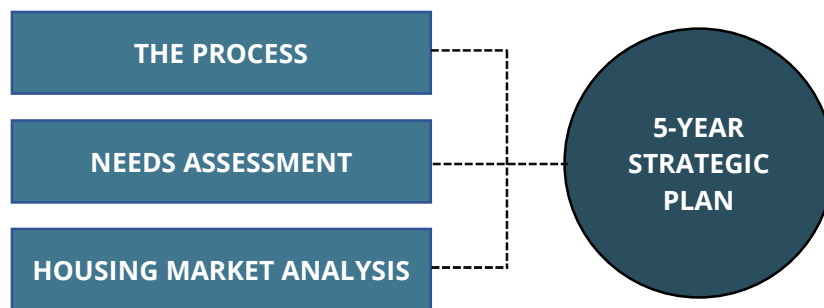 THE PROCESS
NEEDS ASSESSMENT
HOUSING MARKET ANALYSIS
5-YEAR
STRATEGIC
PLAN